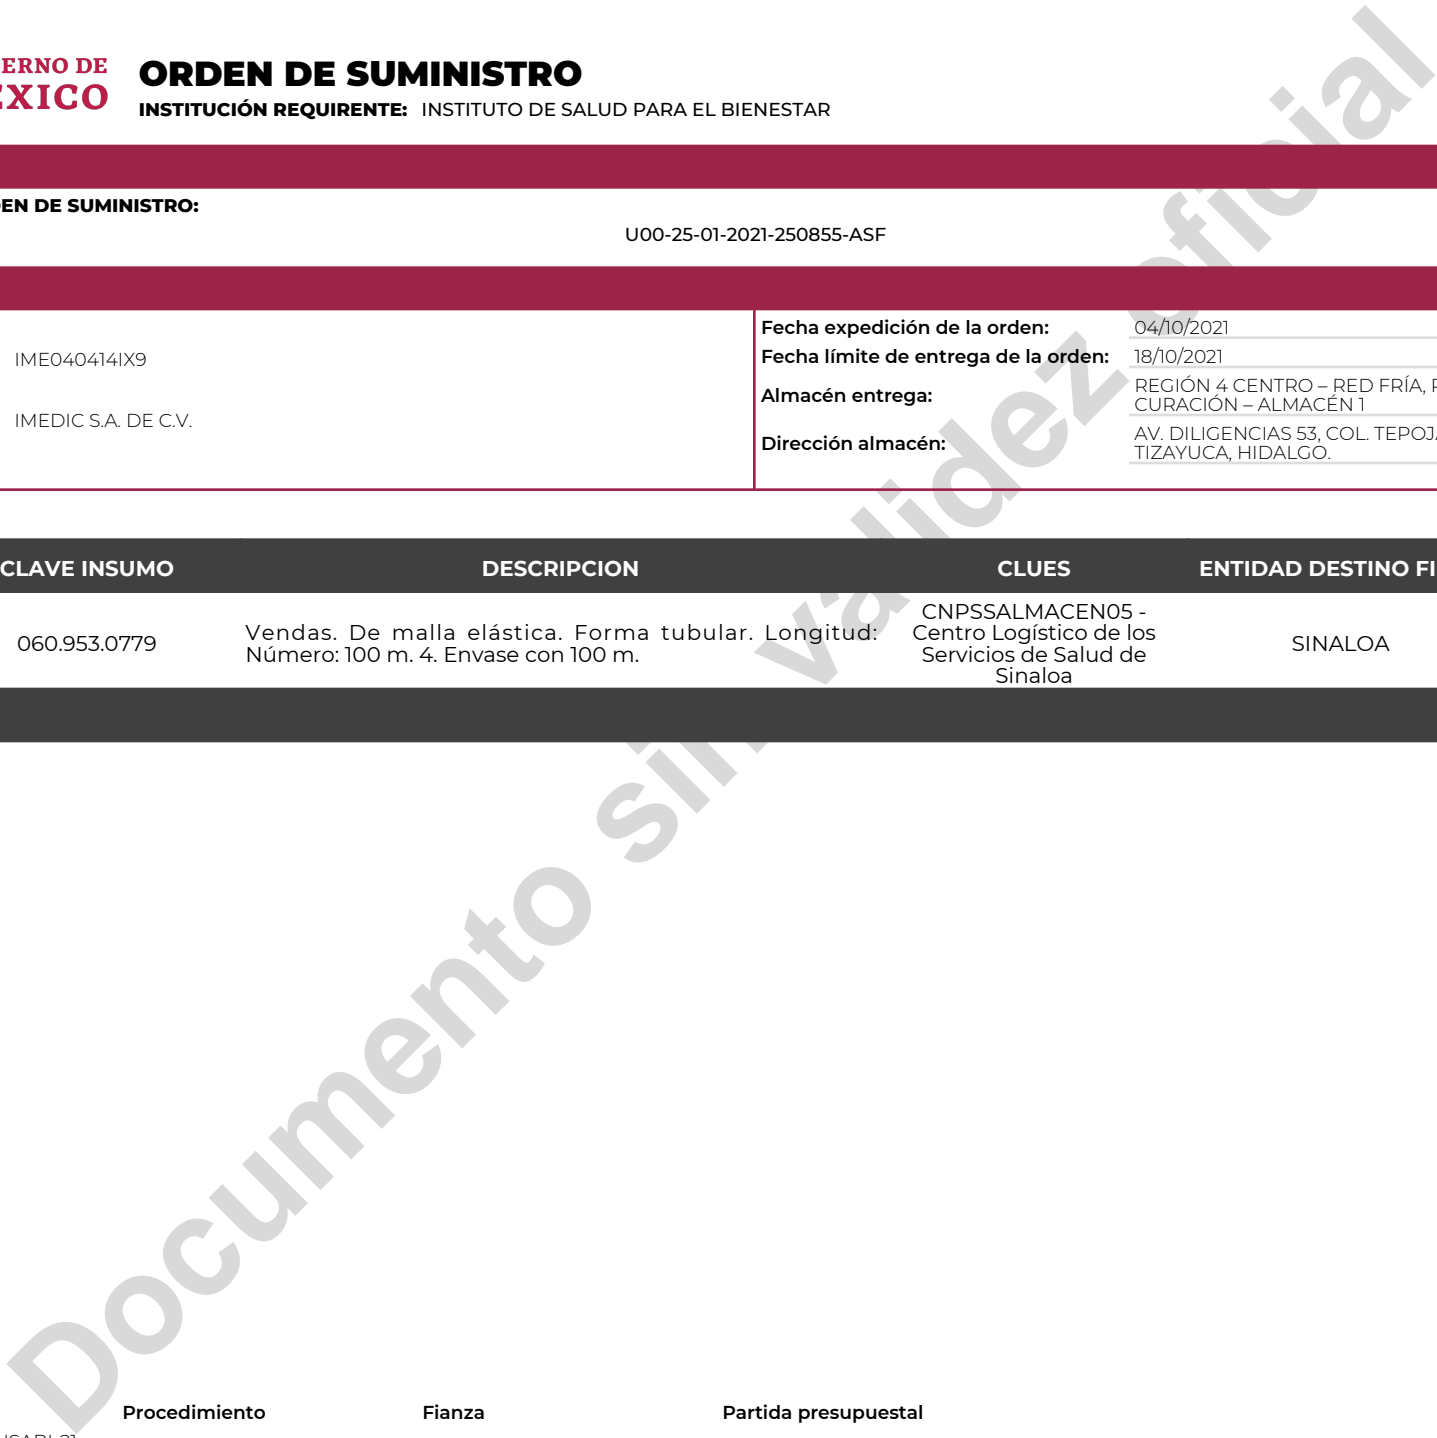 ERNO DE
EXICO
ORDEN DE SUMINISTRO
INSTITUCIÓN REQUIRENTE: INSTITUTO DE SALUD PARA EL BIENESTAR
EN DE SUMINISTRO:
U00-25-01-2021-250855-ASF
IME040414IX9
IMEDIC S.A. DE C.V.
Fecha expedición de la orden: 04/10/2021
Fecha límite de entrega de la orden: 18/10/2021
Almacén entrega: REGIÓN 4 CENTRO – RED FRÍA,
CURACIÓN – ALMACÉN 1
Dirección almacén: AV. DILIGENCIAS 53, COL. TEPOJA
TIZAYUCA, HIDALGO.
CLAVE INSUMO DESCRIPCION CLUES ENTIDAD DESTINO FI
060.953.0779
Vendas. De malla elástica. Forma tubular. Longitud:
Número: 100 m. 4. Envase con 100 m.
CNPSSALMACEN05 -
Centro Logístico de los
Servicios de Salud de
Sinaloa
SINALOA
Procedimiento Fianza Partida presupuestal
Documento sin validez oficial